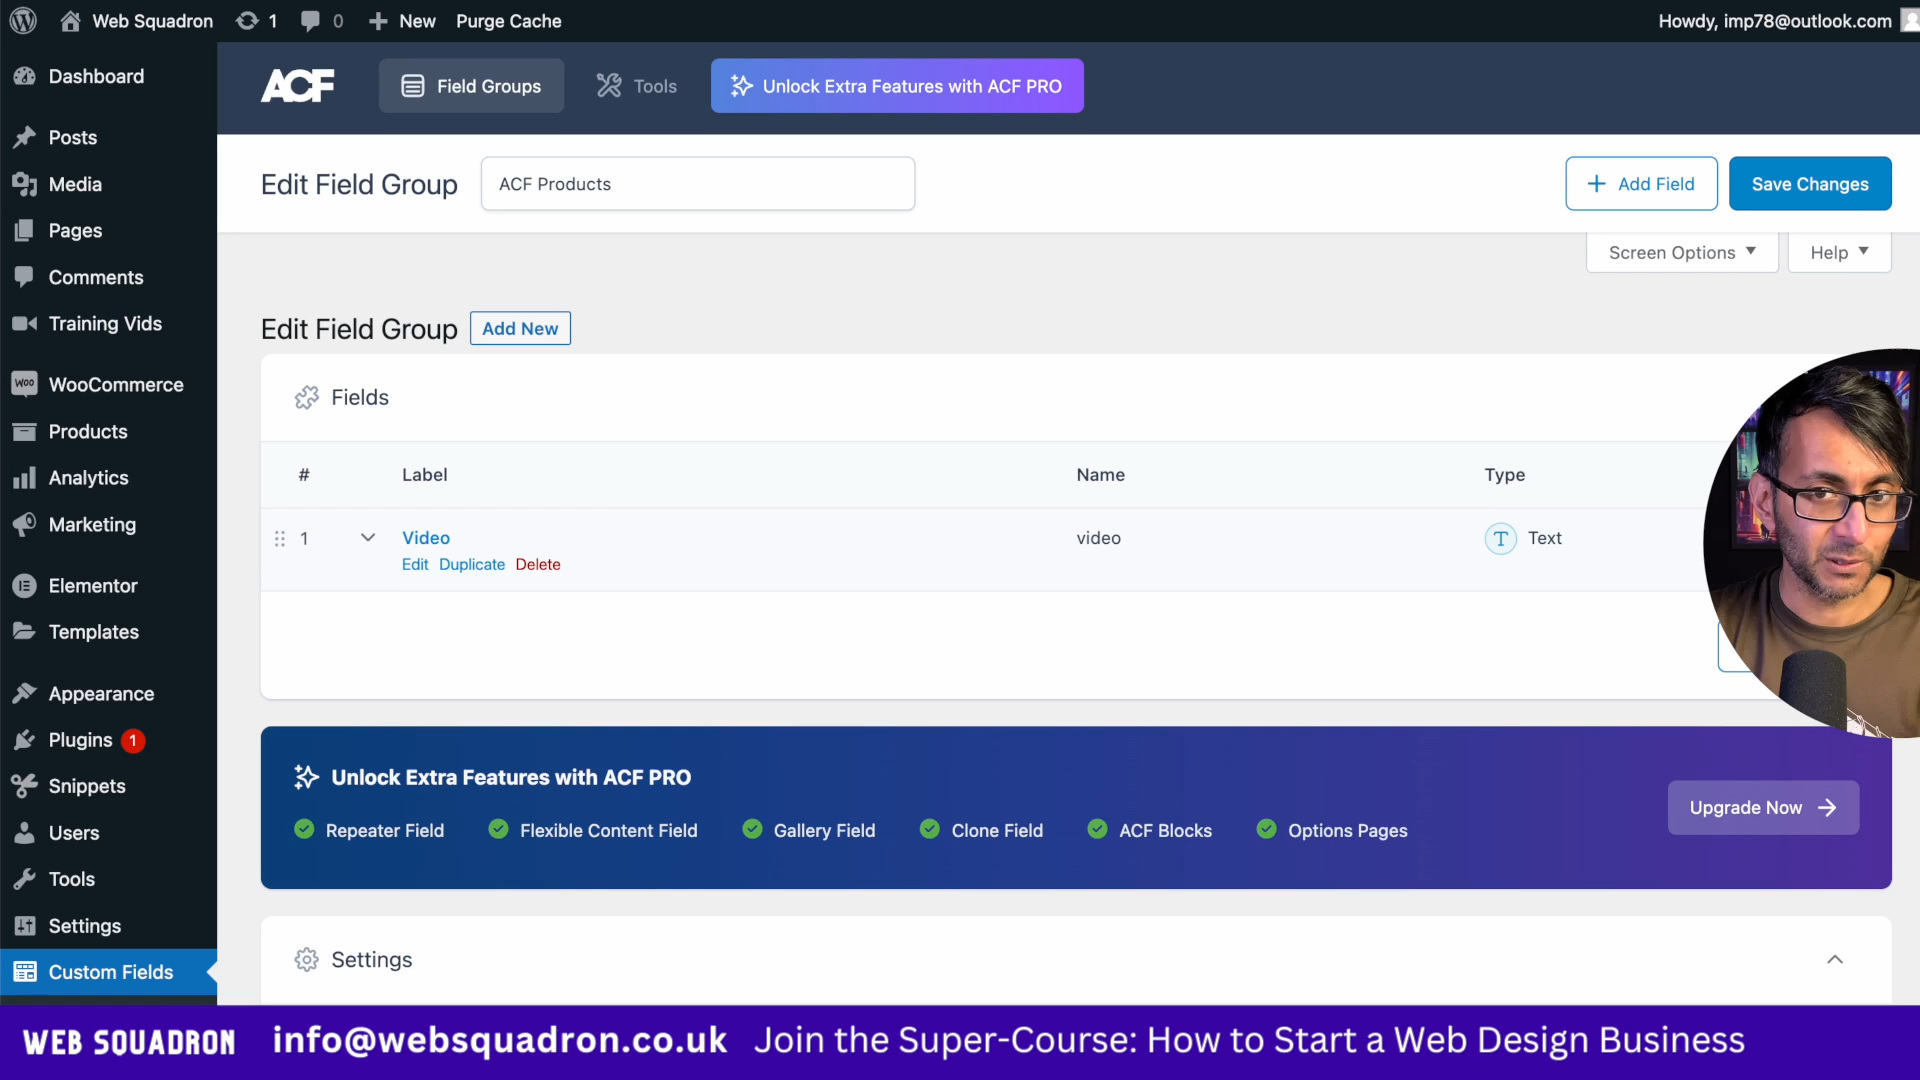 Web Squadron 1 0 New Purge Cache Howdy, imp78@outlook.com
Dashboard
Posts
Media
Pages
Comments
Training Vids
WOO WooCommerce
Products
Analytics
Marketing
Elementor
Templates
Appearance
Plugins 1
Snippets
Users
Tools
Settings
Custom Fields
ACF Field Groups Tools Unlock Extra Features with ACF PRO
Edit Field Group ACF Products Add Field Save Changes
Screen Options Help
Edit Field Group Add New
Fields
# Label Name Type
1 Video video T Text
Edit Duplicate Delete
Unlock Extra Features with ACF PRO
Repeater Field Flexible Content Field Gallery Field Clone Field ACF Blocks Options Pages Upgrade Now
Settings
WEB SQUADRON info@websquadron.co.uk Join the Super-Course: How to Start a Web Design Business